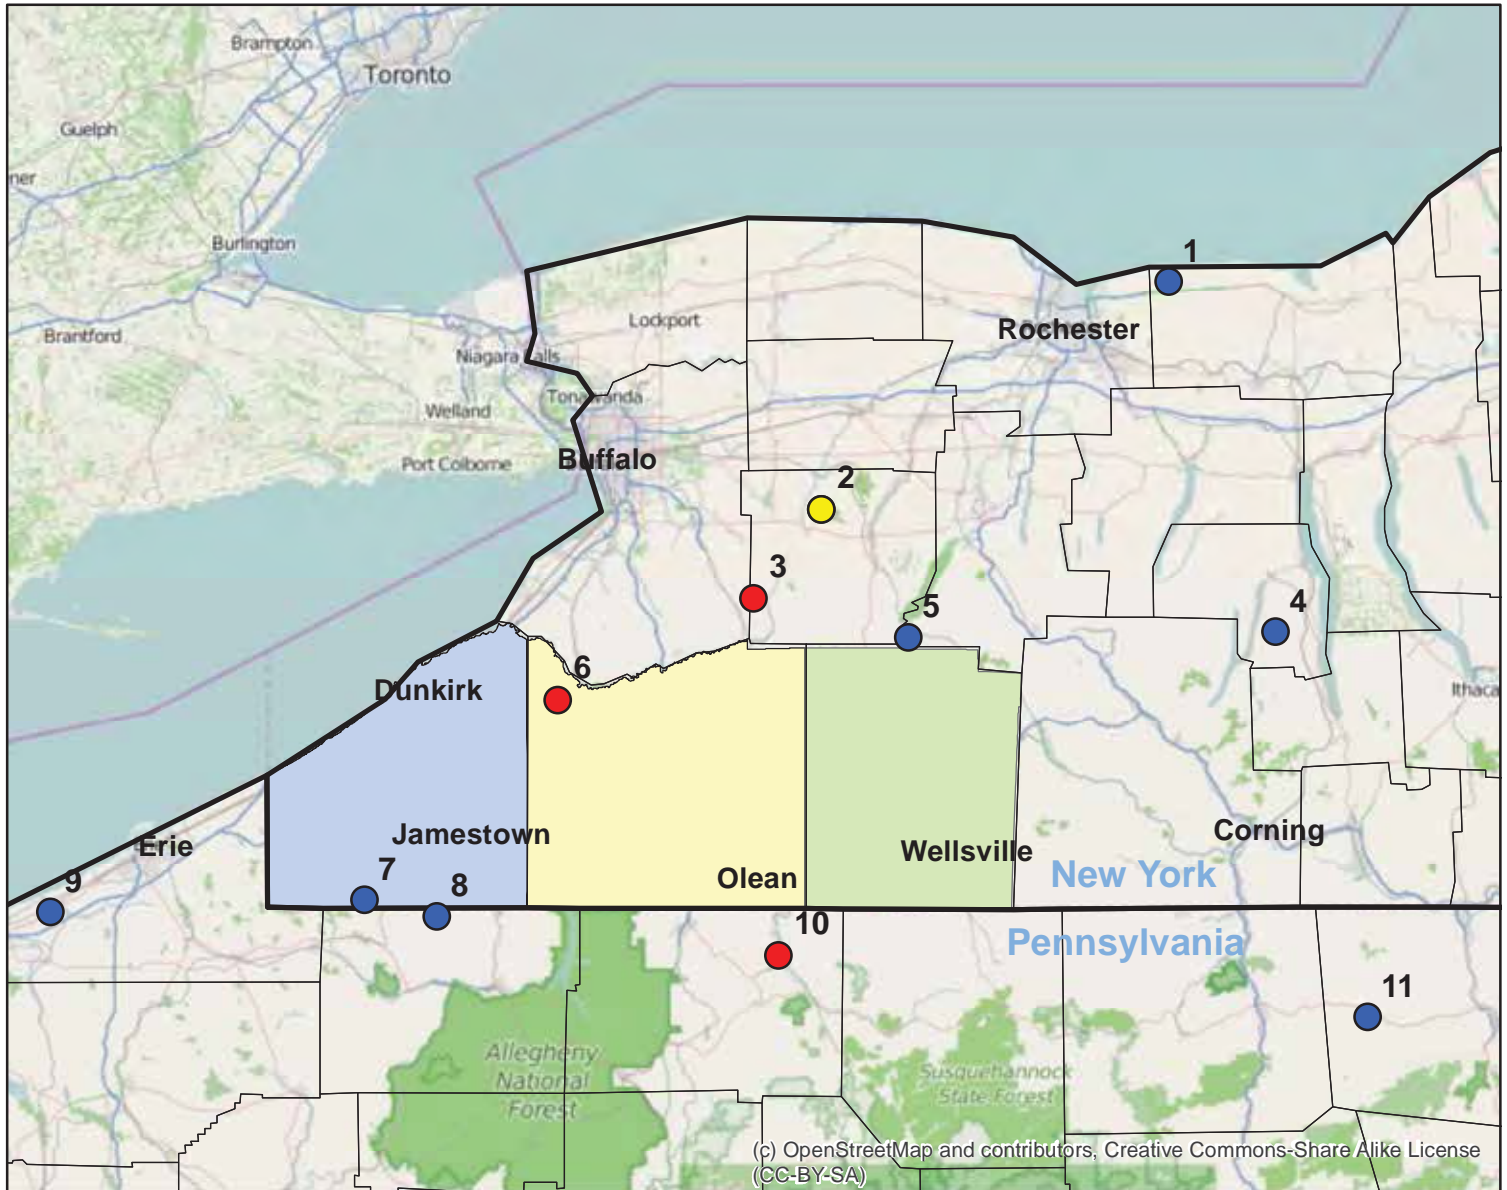 Brampton
Toronto
Guelph
ner
Burlington
1
Brantford
Lockport
Rochester
Niagara Falls
Tonawanda
Welland
Port Colborne
Buffalo
2
3
5
4
6
Dunkirk
Ithaca
Jamestown
Erie
Wellsville
Corning
Olean
New York
9
7
8
10
Pennsylvania
11
Allegheny
National
Forest
Susquehannock
State Forest
(c) OpenStreetMap and contributors, Creative Commons-Share Alike License
(CC-BY-SA)